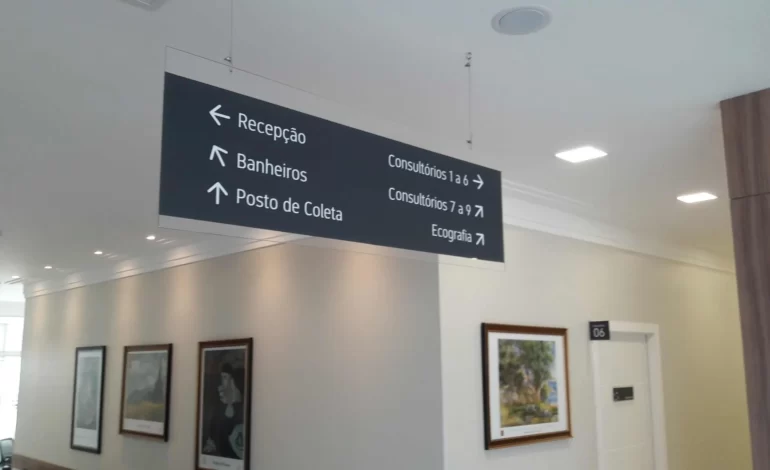 ← Recepção
↖ Banheiros
↑ Posto de Coleta
Consultórios 1 a 6 →
Consultórios 7 a 9 ↗
Ecografia ↗
06